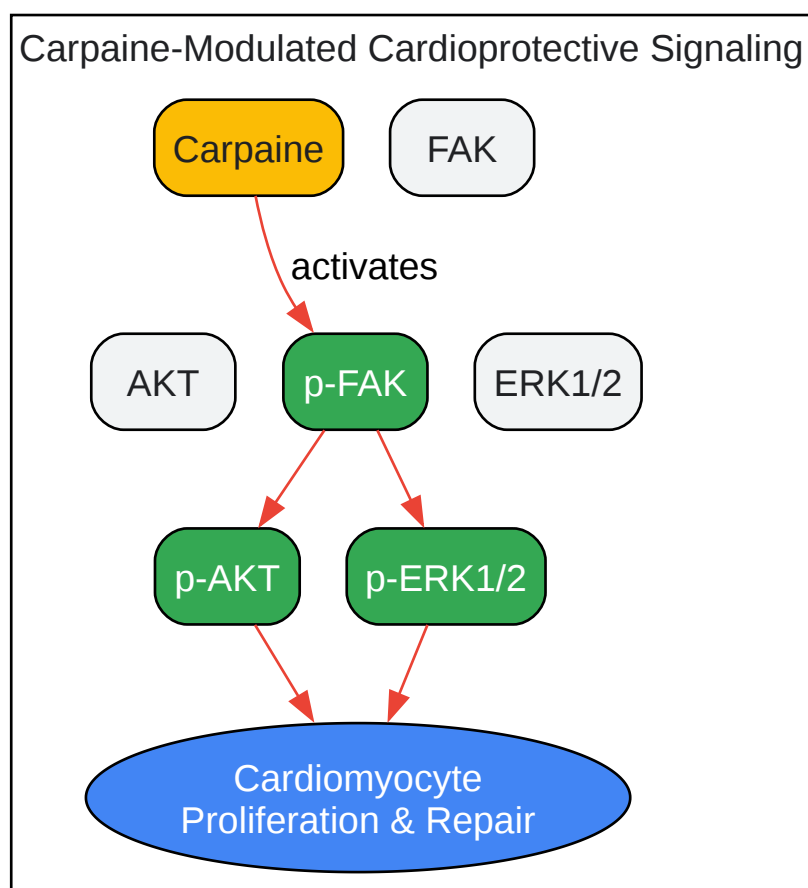 Carpaine-Modulated Cardioprotective Signaling
Carpaine
FAK
activates
AKT
p-FAK
ERK1/2
p-AKT
p-ERK1/2
Cardiomyocyte
Proliferation & Repair